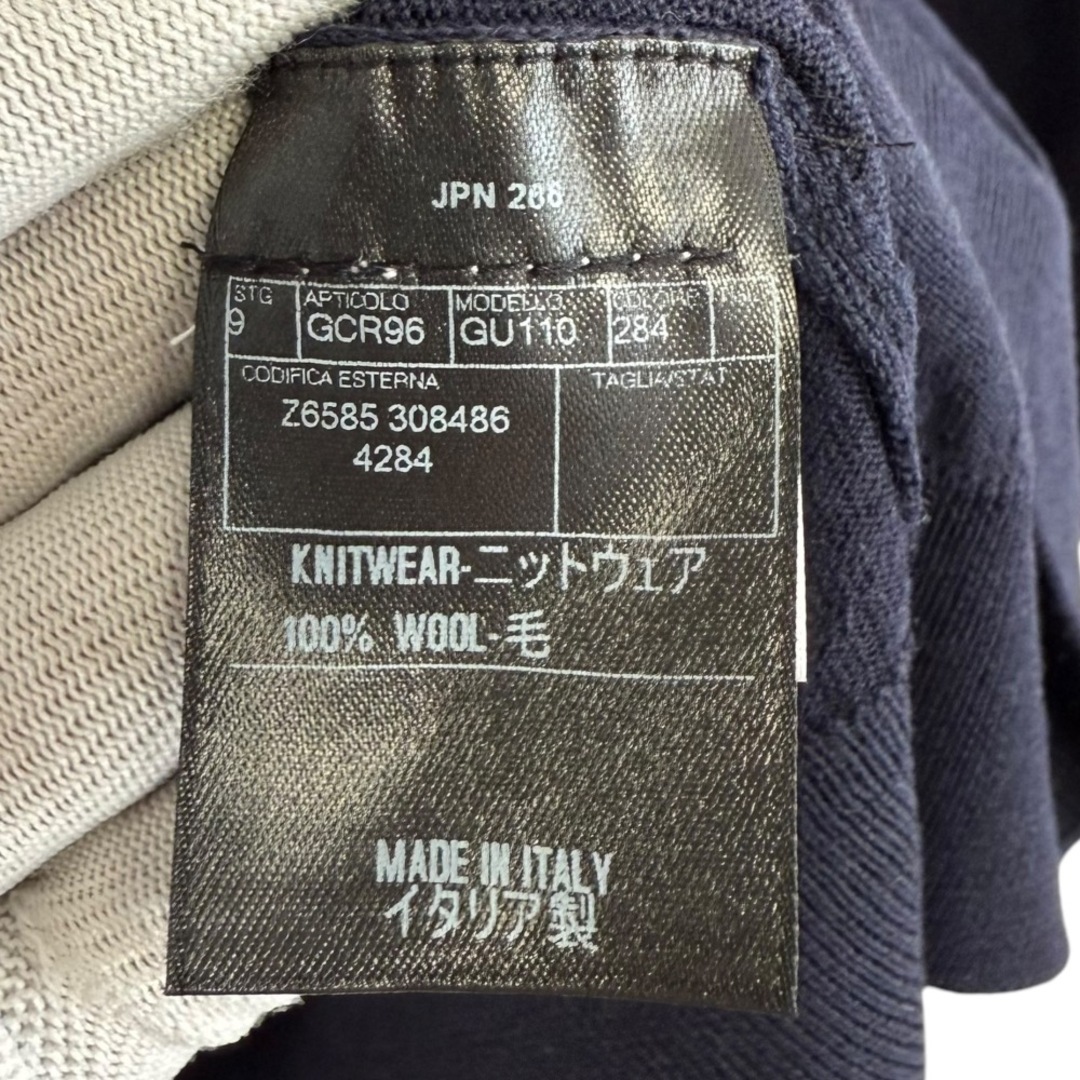 JPN 266
STG ARTICOLO MODELLO COLORE
9 GCR96 GU110 284
CODIFICA ESTERNA TAGLIA/STAT
Z6585 308486
4284
KNITWEAR-ニットウェア
100% WOOL-毛
MADE IN ITALY
イタリア製